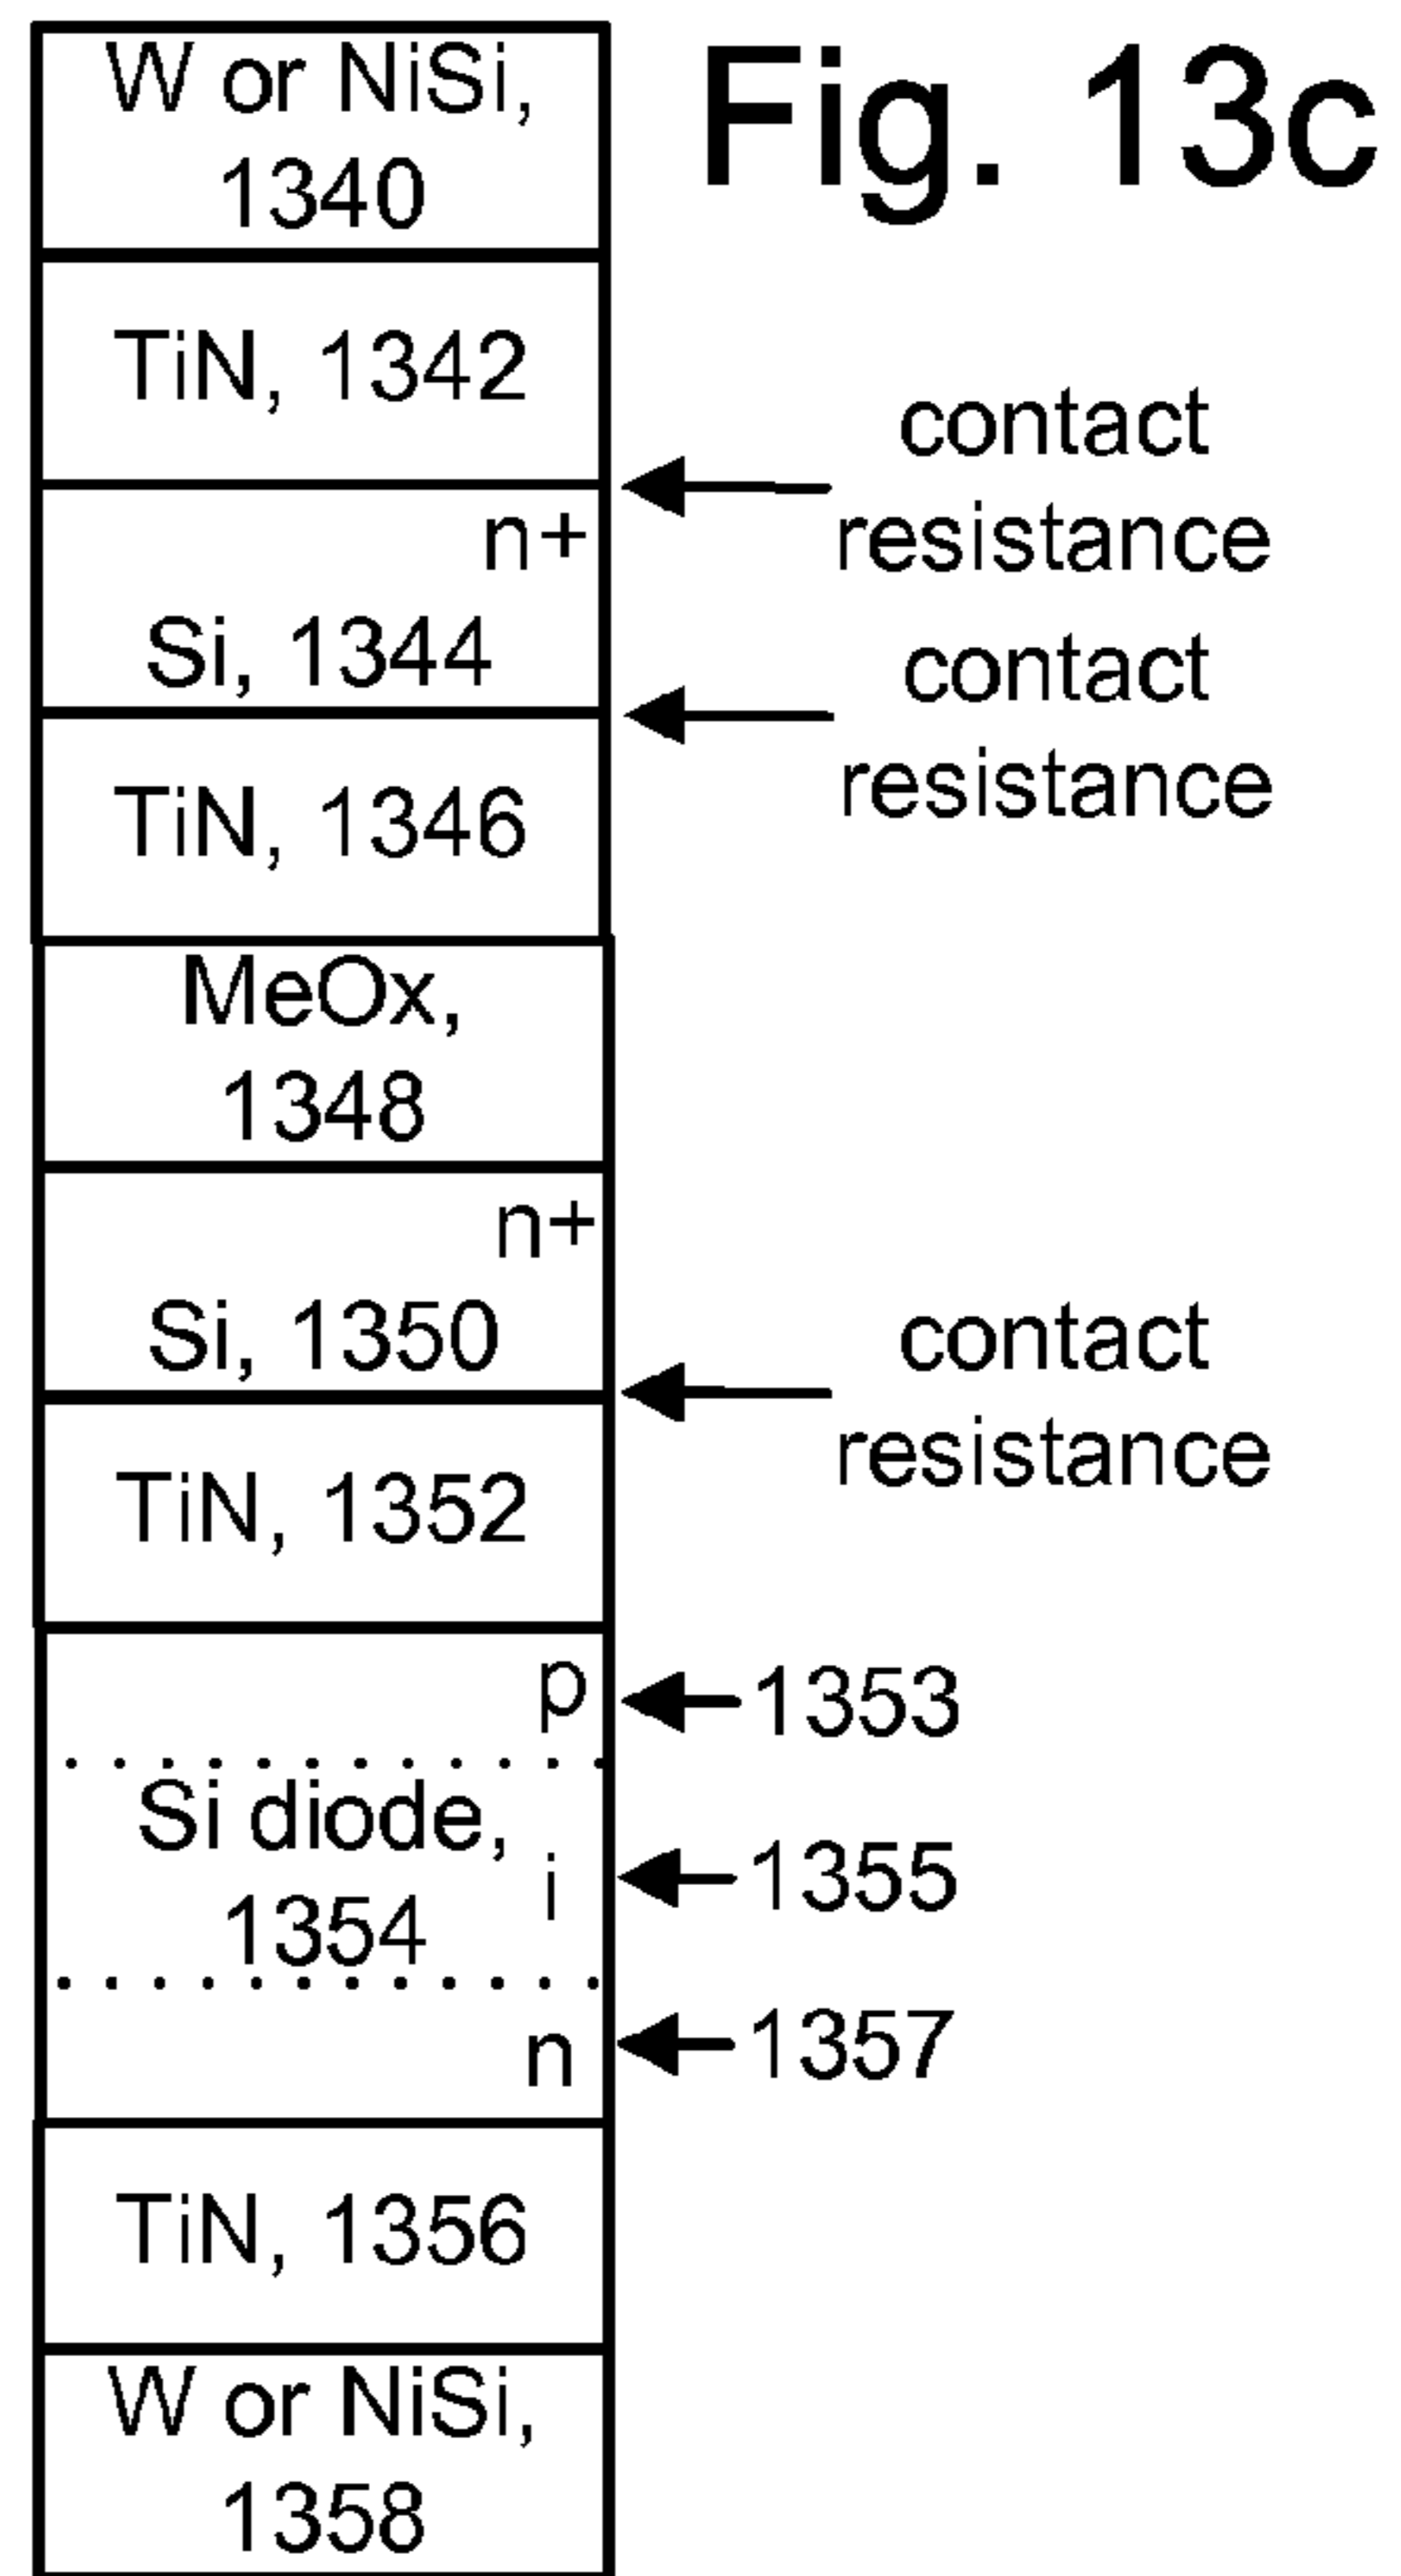 Fig. 13c
W or NiSi,
1340
TiN, 1342
contact
resistance
n+
Si, 1344
contact
resistance
TiN, 1346
MeOx,
1348
n+
Si, 1350
contact
resistance
TiN, 1352
p
1353
Si diode,
1354
i
1355
n
1357
TiN, 1356
W or NiSi,
1358